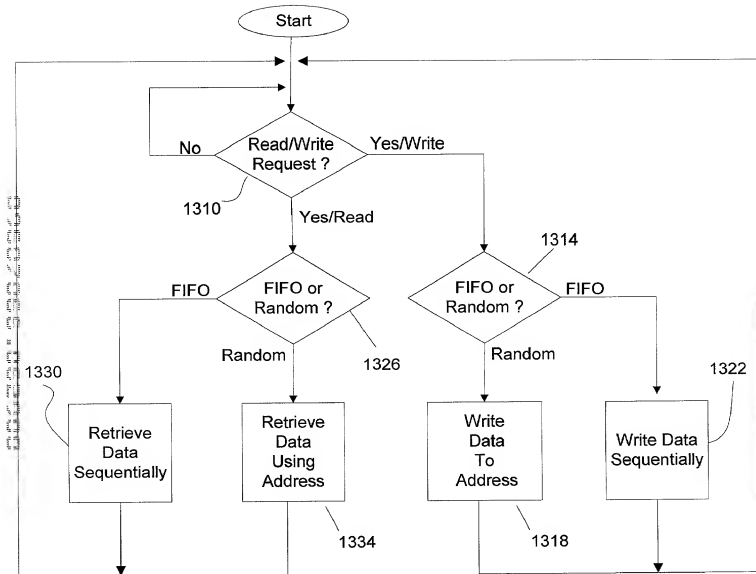 Start
No
Read/Write
Request ?
Yes/Write
1310
Yes/Read
1314
FIFO
FIFO or
Random ?
FIFO or
Random ?
FIFO
Random
1326
Random
1330
1322
Retrieve
Data
Sequentially
Retrieve
Data
Using
Address
Write
Data
To
Address
Write Data
Sequentially
1334
1318